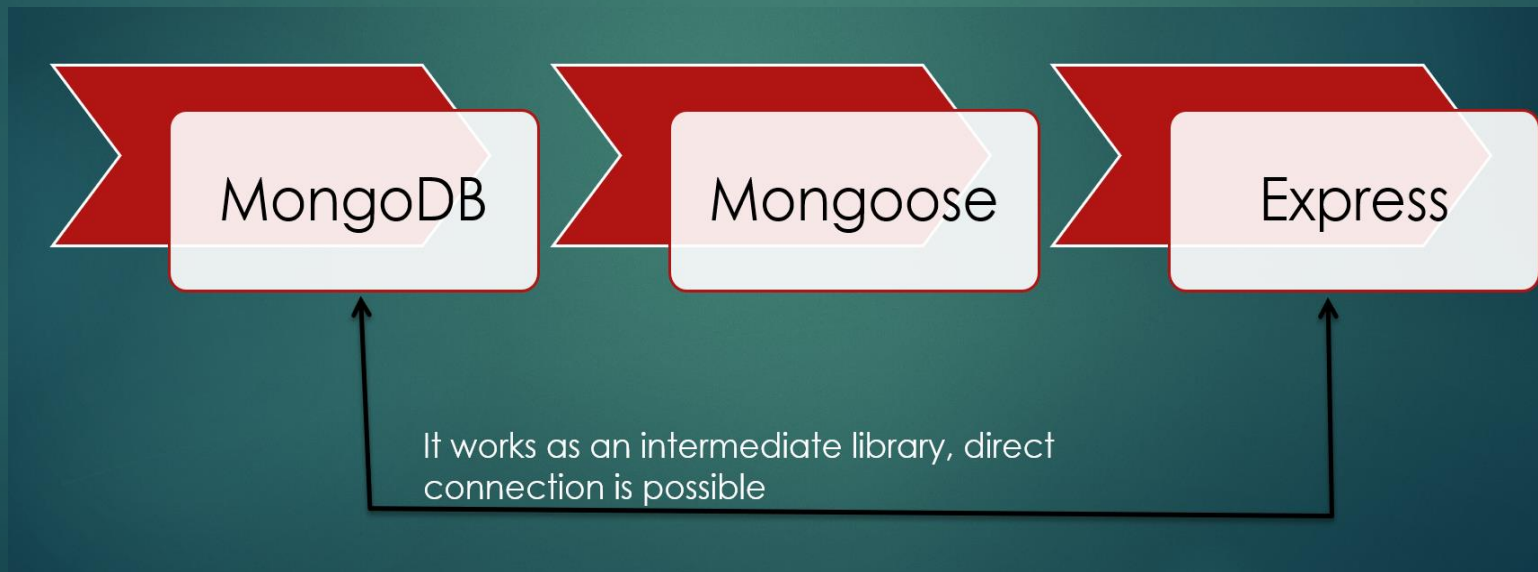 MongoDB
Mongoose
Express
It works as an intermediate library, direct
connection is possible